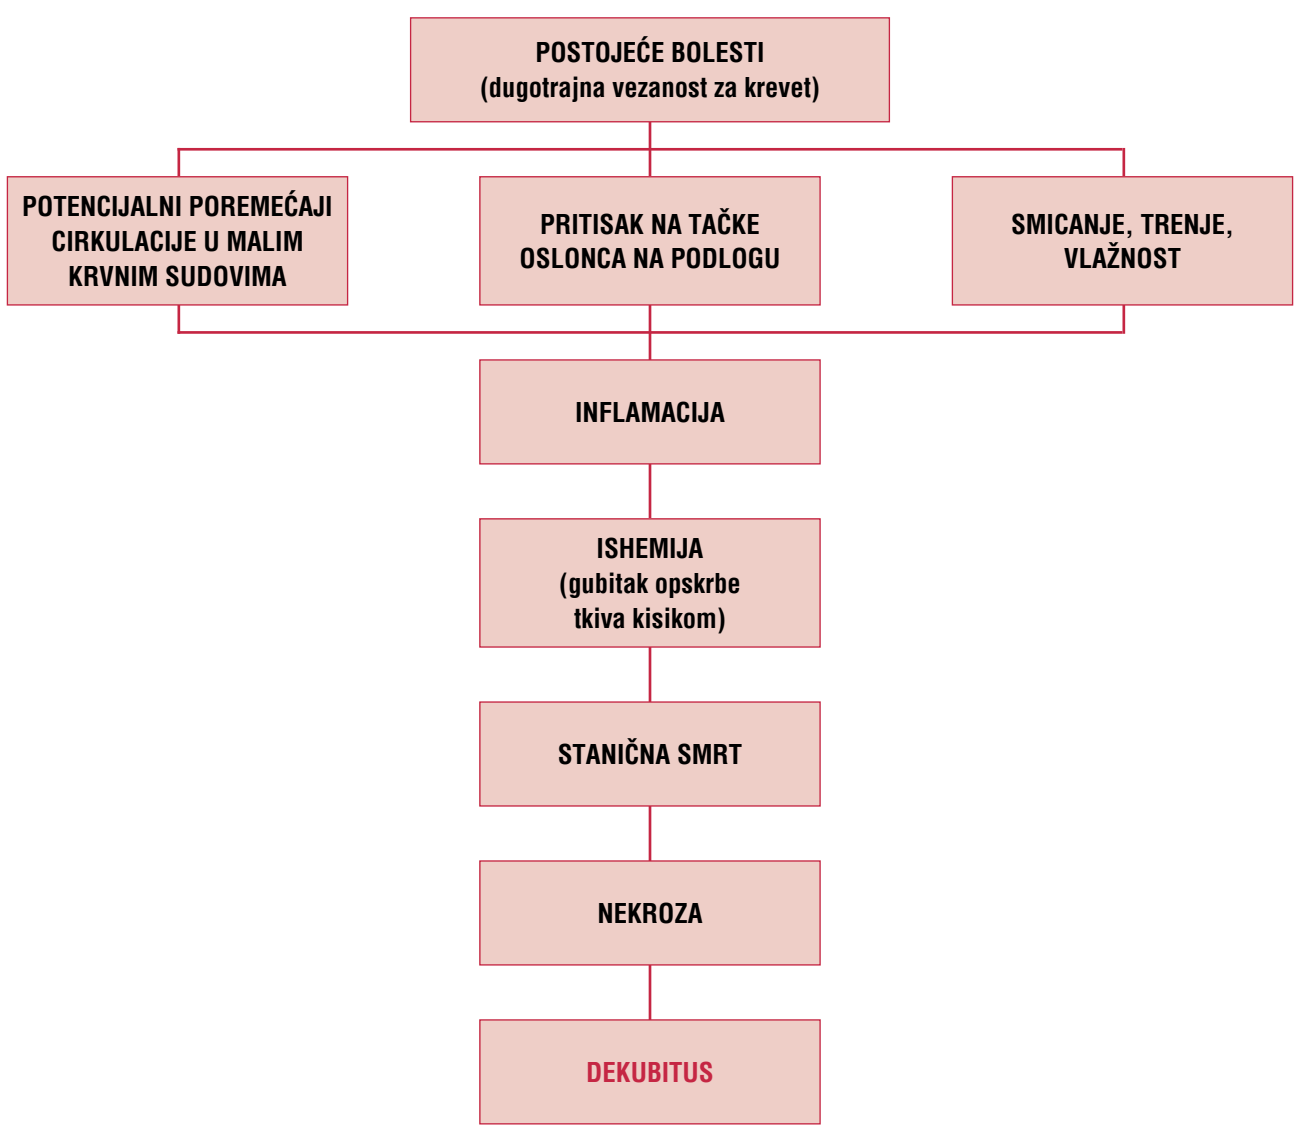 POSTOJEĆE BOLESTI
(dugotrajna vezanost za krevet)
POTENCIJALNI POREMEĆAJI
CIRKULACIJE U MALIM
KRVNIM SUDOVIMA
PRITISAK NA TAČKE
OSLONCA NA PODLOGU
SMICANJE, TRENJE,
VLAŽNOST
INFLAMACIJA
ISHEMIJA
(gubitak opskrbe
tkiva kisikom)
STANIČNA SMRT
NEKROZA
DEKUBITUS